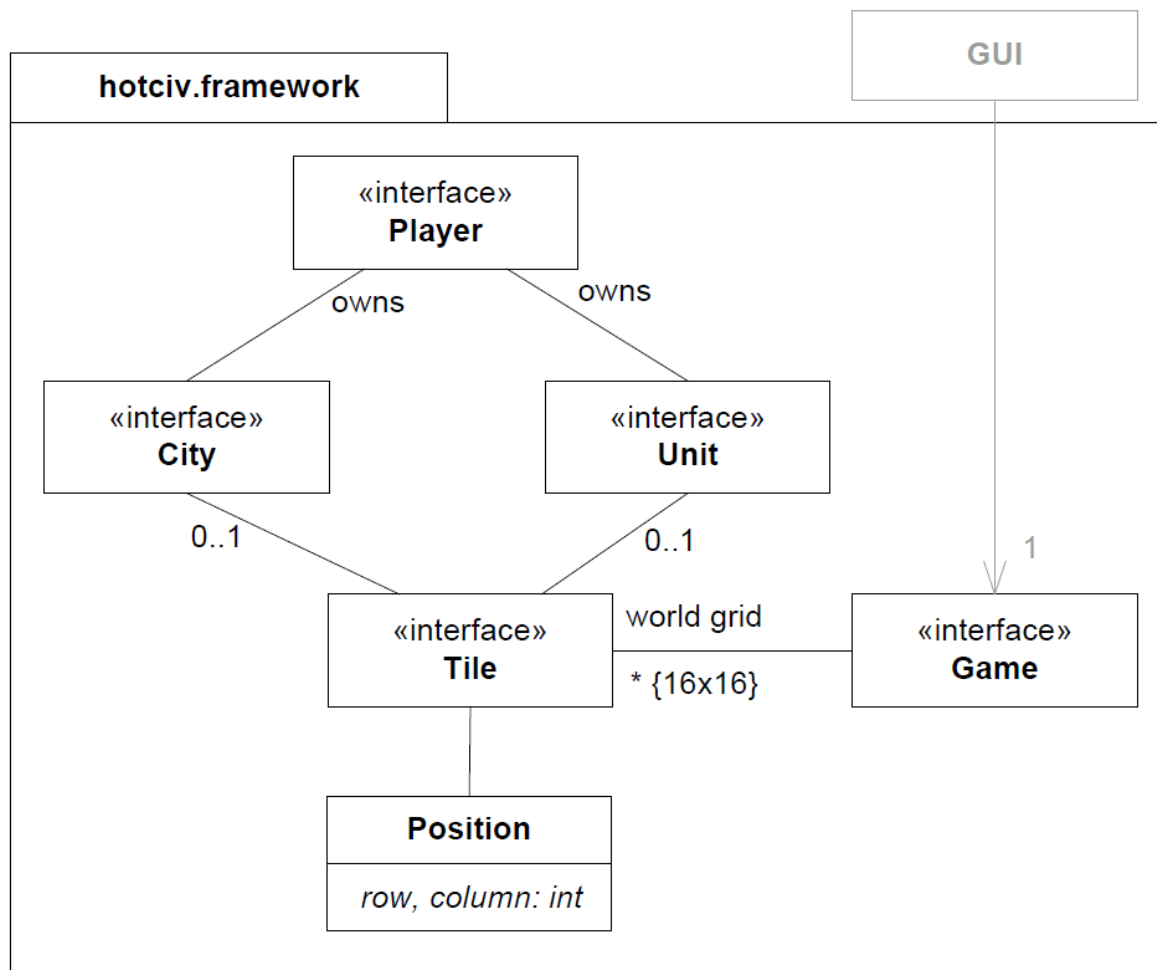 GUI
hotciv.framework
«interface»
Player
owns
owns
«interface»
City
«interface»
Unit
0..1
0..1
1
«interface»
Tile
world grid
* {16x16}
«interface»
Game
Position
row, column: int